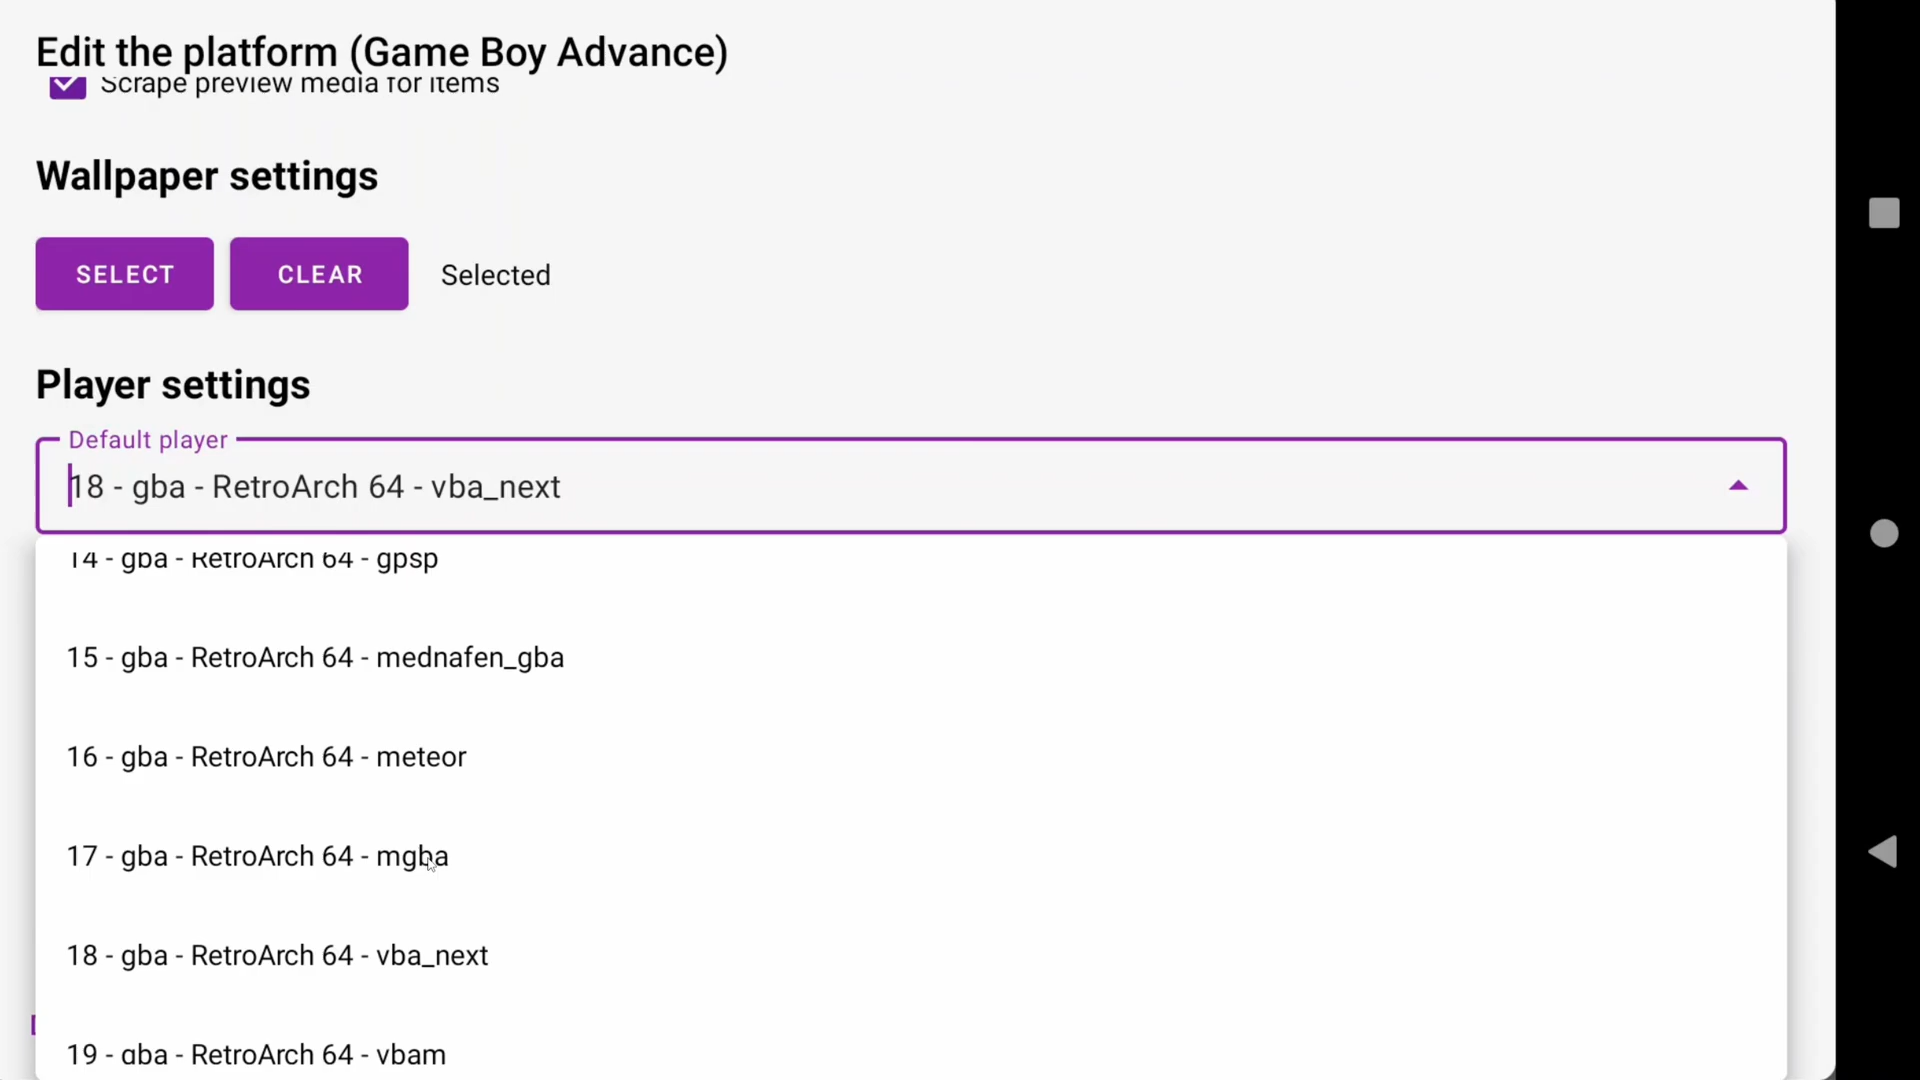 Edit the platform (Game Boy Advance)
Scrape preview media for items
Wallpaper settings
SELECT
CLEAR
Selected
Player settings
Default player
18 - gba - RetroArch 64 - vba_next
14 - gba - RetroArch 64 - gpsp
15 - gba - RetroArch 64 - mednafen_gba
16 - gba - RetroArch 64 - meteor
17 - gba - RetroArch 64 - mgba
18 - gba - RetroArch 64 - vba_next
19 - gba - RetroArch 64 - vbam